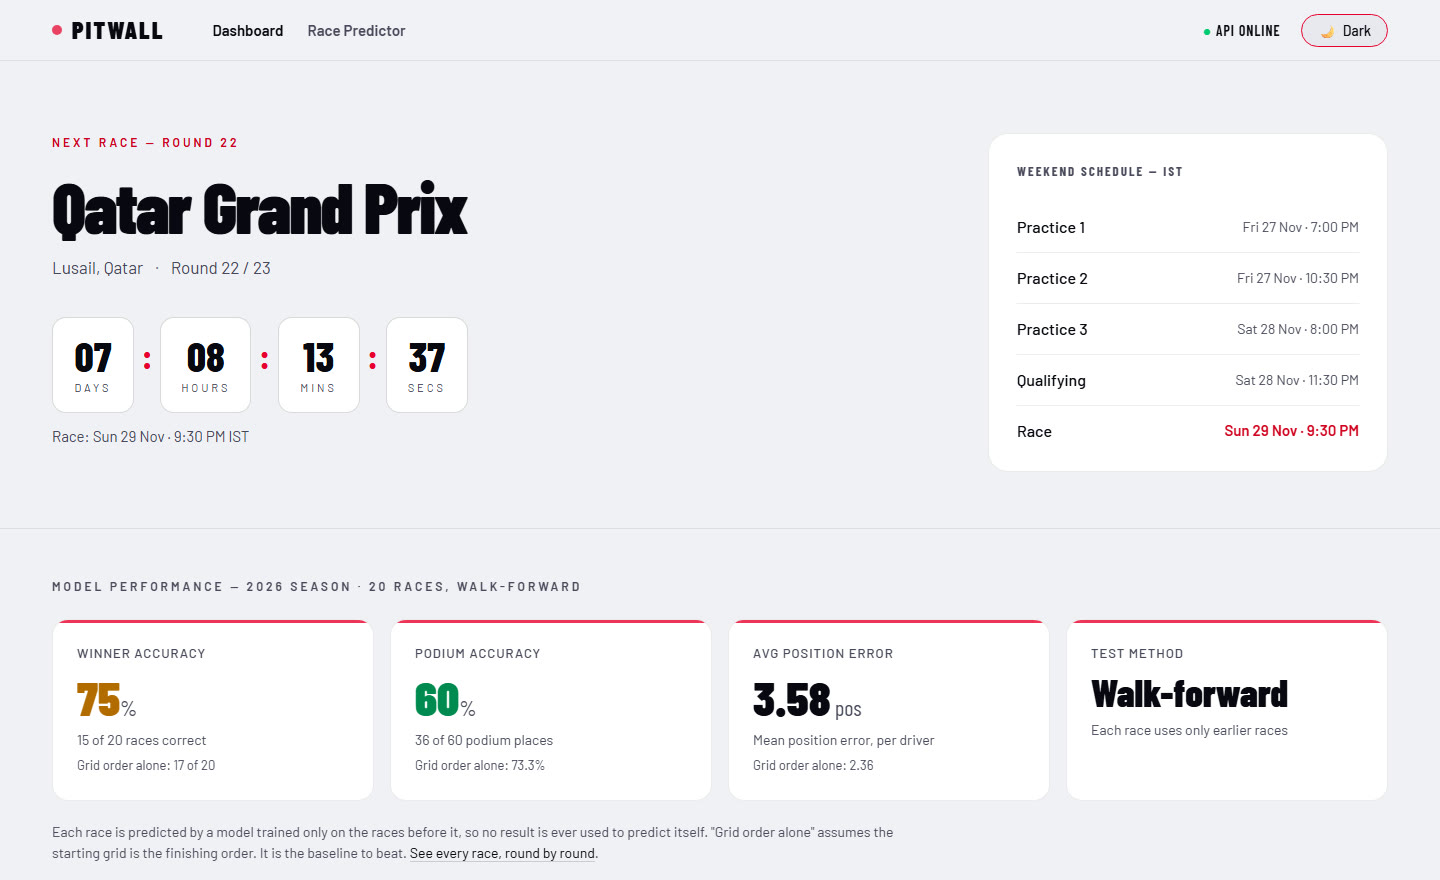 PITWALL
Dashboard
Race Predictor
API ONLINE
🌙 Dark
NEXT RACE — ROUND 22
Qatar Grand Prix
Lusail, Qatar · Round 22 / 23
07 : 08 : 13 : 37
DAYS HOURS MINS SECS
Race: Sun 29 Nov · 9:30 PM IST
WEEKEND SCHEDULE — IST
Practice 1 Fri 27 Nov · 7:00 PM
Practice 2 Fri 27 Nov · 10:30 PM
Practice 3 Sat 28 Nov · 8:00 PM
Qualifying Sat 28 Nov · 11:30 PM
Race Sun 29 Nov · 9:30 PM
MODEL PERFORMANCE — 2026 SEASON · 20 RACES, WALK-FORWARD
WINNER ACCURACY
75%
15 of 20 races correct
Grid order alone: 17 of 20
PODIUM ACCURACY
60%
36 of 60 podium places
Grid order alone: 73.3%
AVG POSITION ERROR
3.58 pos
Mean position error, per driver
Grid order alone: 2.36
TEST METHOD
Walk-forward
Each race uses only earlier races
Each race is predicted by a model trained only on the races before it, so no result is ever used to predict itself. "Grid order alone" assumes the
starting grid is the finishing order. It is the baseline to beat. See every race, round by round.